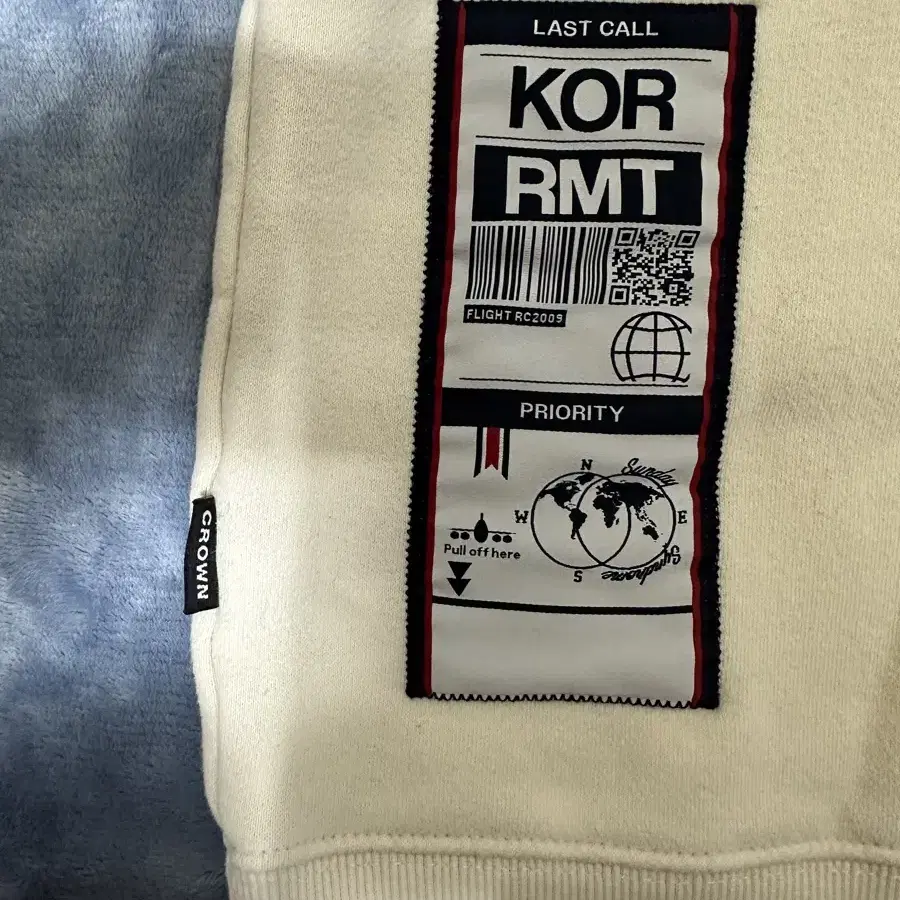 LAST CALL
KOR
RMT
FLIGHT RC2009
PRIORITY
N
Sunday
W
E
Pull off here
S
Syndrome
CROWN